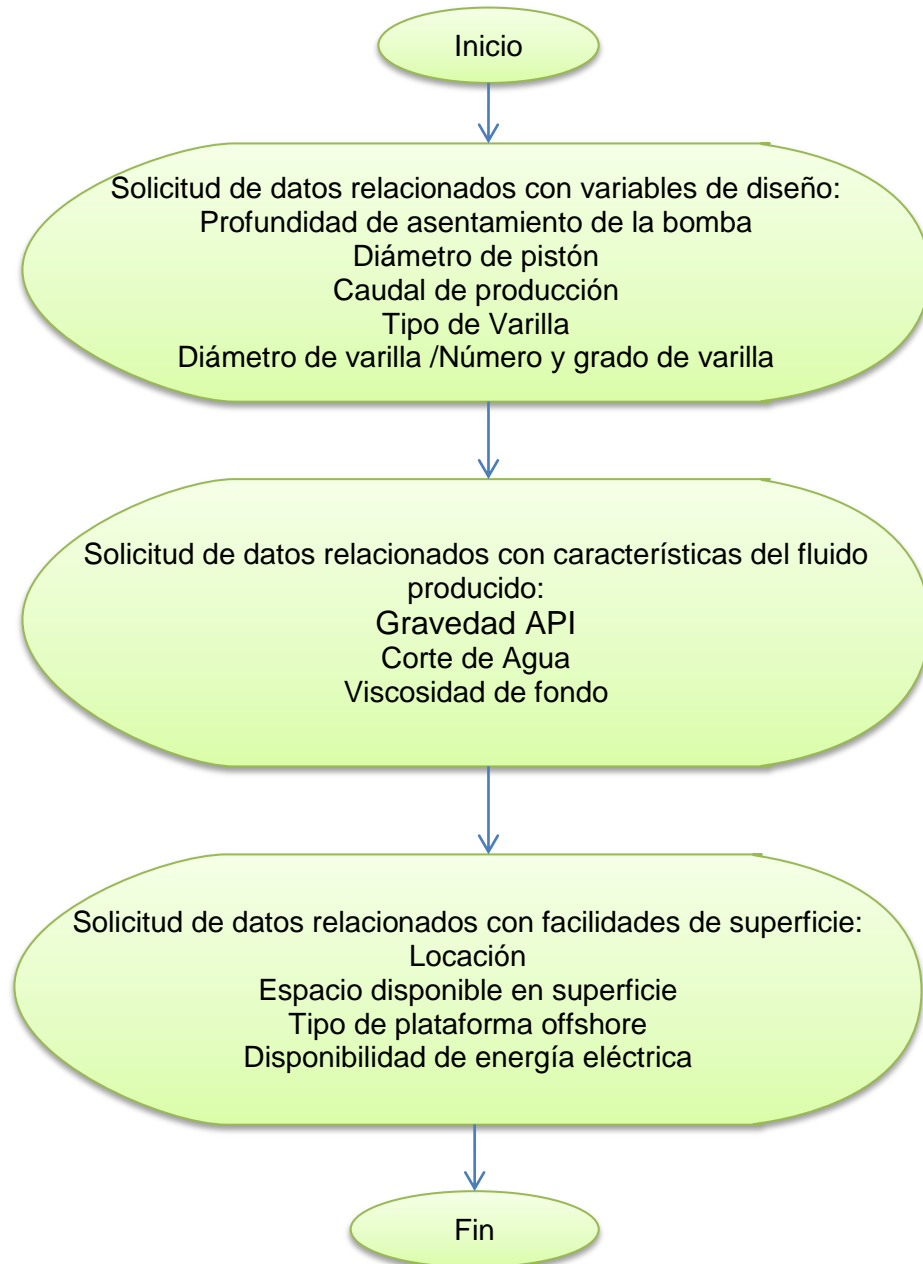 Inicio
Solicitud de datos relacionados con variables de diseño:
Profundidad de asentamiento de la bomba
Diámetro de pistón
Caudal de producción
Tipo de Varilla
Diámetro de varilla /Número y grado de varilla
Solicitud de datos relacionados con características del fluido
producido:
Gravedad API
Corte de Agua
Viscosidad de fondo
Solicitud de datos relacionados con facilidades de superficie:
Locación
Espacio disponible en superficie
Tipo de plataforma offshore
Disponibilidad de energía eléctrica
Fin